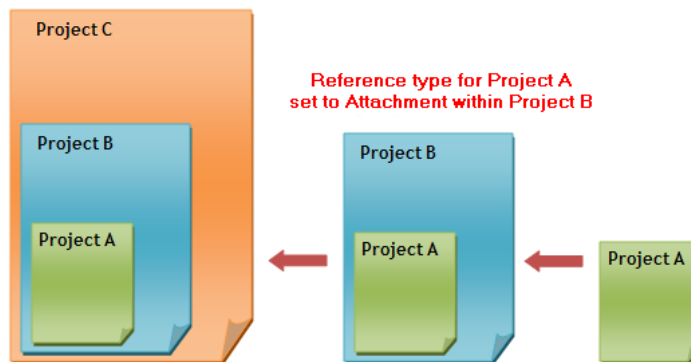 Project C
Reference type for Project A
set to Attachment within Project B
Project B
Project A
Project B
Project A
Project A